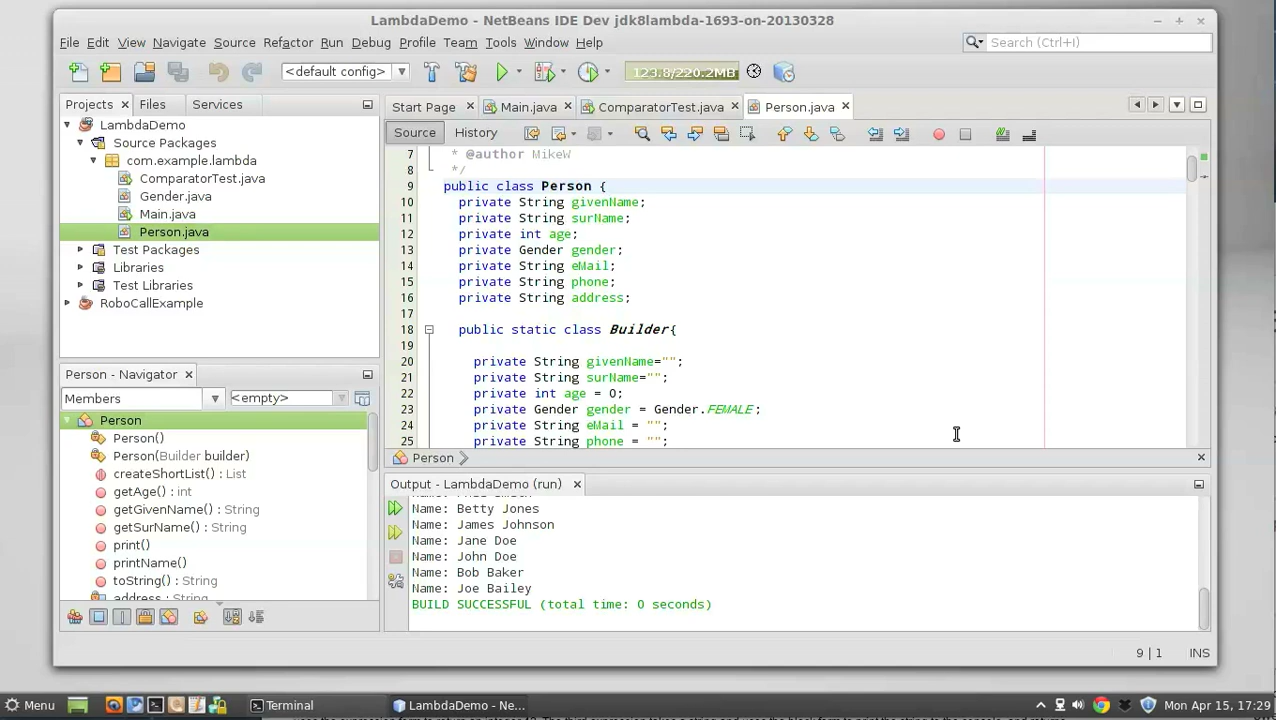 LambdaDemo - NetBeans IDE Dev jdk8lambda-1693-on-20130328
File Edit View Navigate Source Refactor Run Debug Profile Team Tools Window Help
Search (Ctrl+I)
<default config>
123.8/220.2MB
Projects Files Services
Start Page Main.java ComparatorTest.java Person.java
LambdaDemo
Source Packages
com.example.lambda
ComparatorTest.java
Gender.java
Main.java
Person.java
Test Packages
Libraries
Test Libraries
RoboCallExample
Source History
7 * @author MikeW
8 */
9 public class Person {
10 private String givenName;
11 private String surName;
12 private int age;
13 private Gender gender;
14 private String eMail;
15 private String phone;
16 private String address;
17
18 public static class Builder{
19
20 private String givenName="";
21 private String surName="";
22 private int age = 0;
23 private Gender gender = Gender.FEMALE;
24 private String eMail = "";
25 private String phone = "";
Person
Person - Navigator
Members <empty>
Person
Person()
Person(Builder builder)
createShortList() : List
getAge() : int
getGivenName() : String
getSurName() : String
print()
printName()
toString() : String
address : String
Output - LambdaDemo (run)
Name: Betty Jones
Name: James Johnson
Name: Jane Doe
Name: John Doe
Name: Bob Baker
Name: Joe Bailey
BUILD SUCCESSFUL (total time: 0 seconds)
9 | 1 INS
Menu Terminal LambdaDemo - Ne... Mon Apr 15, 17:29